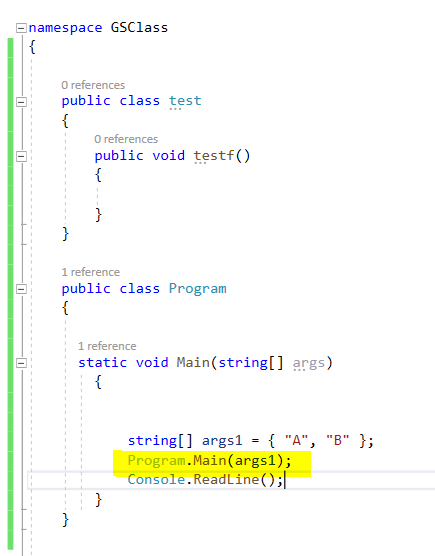 namespace GSClass
{
0 references
public class test
{
0 references
public void testf()
{
}
}
1 reference
public class Program
{
1 reference
static void Main(string[] args)
{
string[] args1 = { "A", "B" };
Program.Main(args1);
Console.ReadLine();
}
}